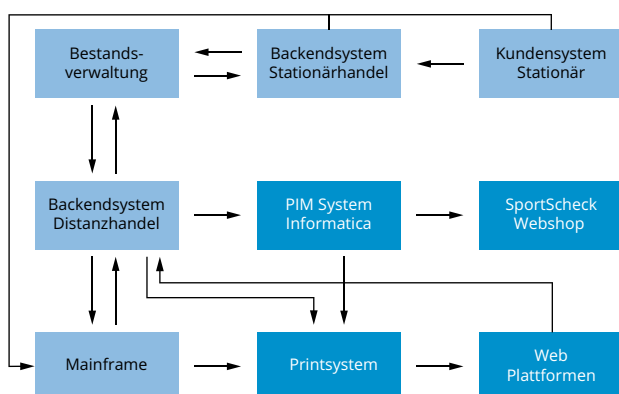 Bestands-
verwaltung
Backendsystem
Stationärhandel
Kundensystem
Stationär
Backendsystem
Distanzhandel
PIM System
Informatica
SportScheck
Webshop
Mainframe
Printsystem
Web
Plattformen